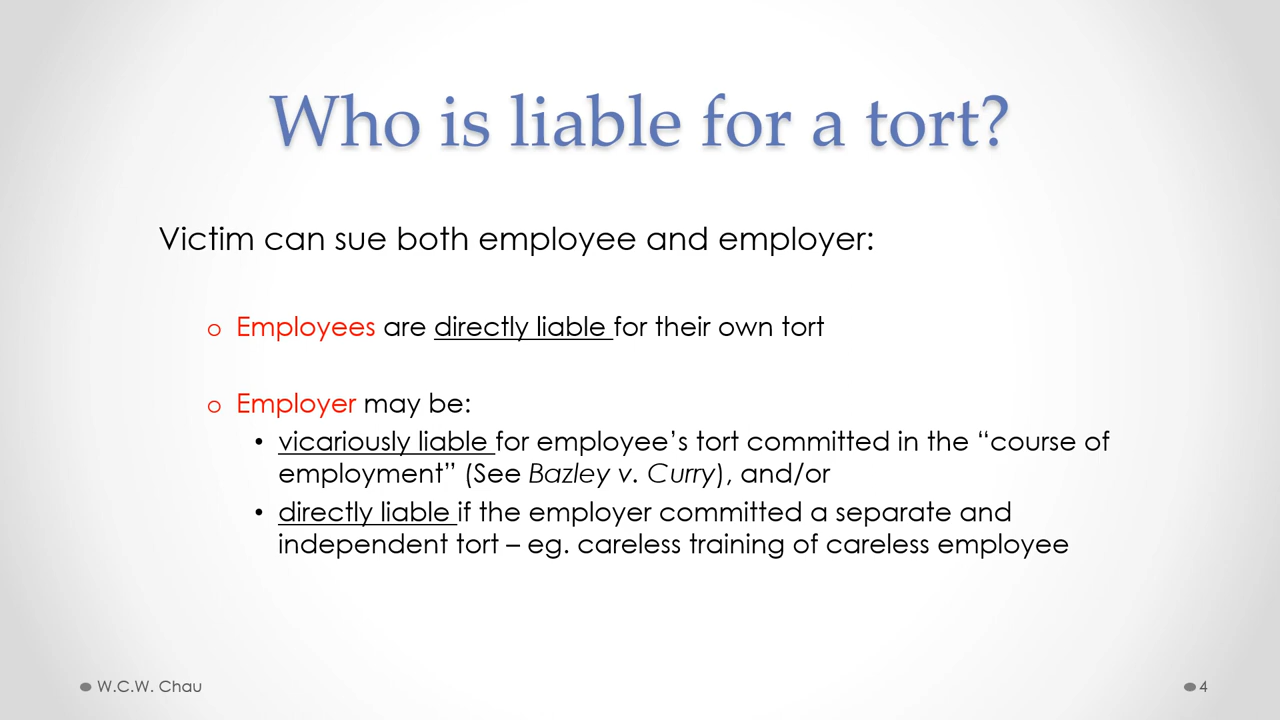 Who is liable for a tort?
Victim can sue both employee and employer:
o Employees are directly liable for their own tort
o Employer may be:
• vicariously liable for employee’s tort committed in the “course of
employment” (See Bazley v. Curry), and/or
• directly liable if the employer committed a separate and
independent tort – eg. careless training of careless employee
W.C.W. Chau
4